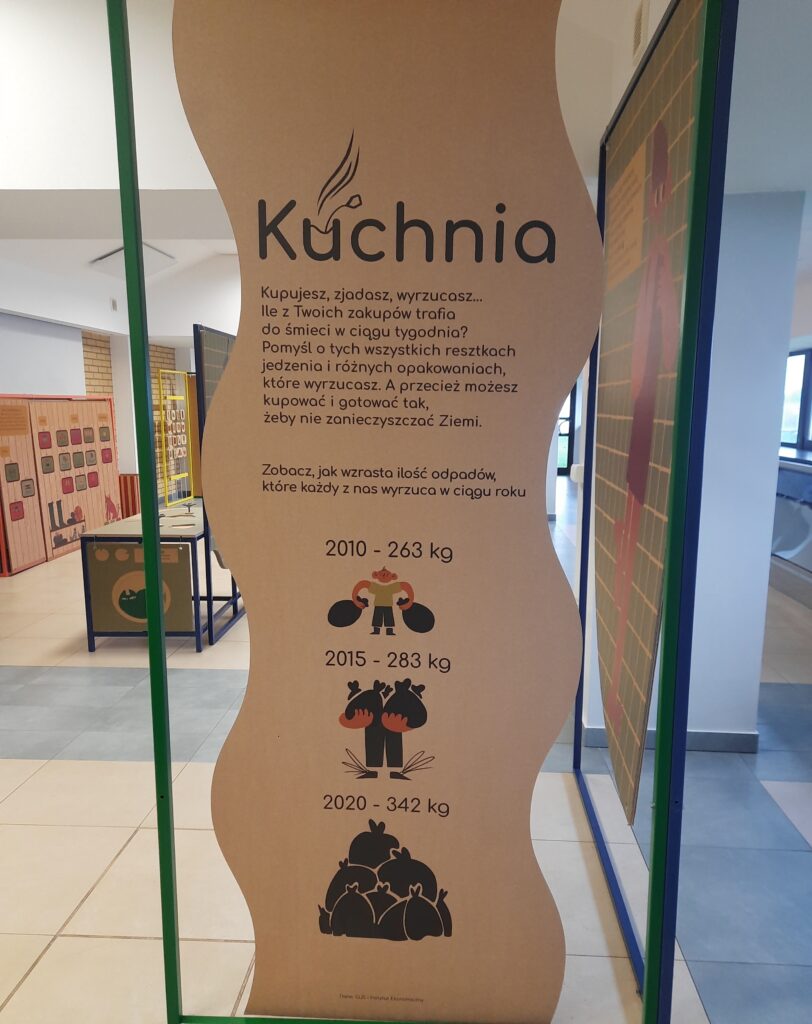 Kuchnia
Kupujesz, zjadasz, wyrzucasz...
Ile z Twoich zakupów trafia
do śmieci w ciągu tygodnia?
Pomyśl o tych wszystkich resztkach
jedzenia i różnych opakowaniach,
które wyrzucasz. A przecież możesz
kupować i gotować tak,
żeby nie zanieczyszczać Ziemi.
Zobacz, jak wzrasta ilość odpadów,
które każdy z nas wyrzuca w ciągu roku
2010 - 263 kg
2015 - 283 kg
2020 - 342 kg